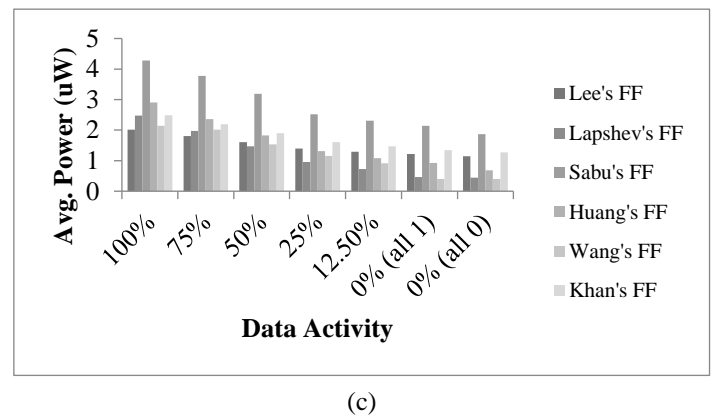 5
4
3
2
1
0
Avg. Power (uW)
100%
75%
50%
25%
12.50%
0% (all 1)
0% (all 0)
Data Activity
Lee's FF
Lapshev's FF
Sabu's FF
Huang's FF
Wang's FF
Khan's FF
(c)